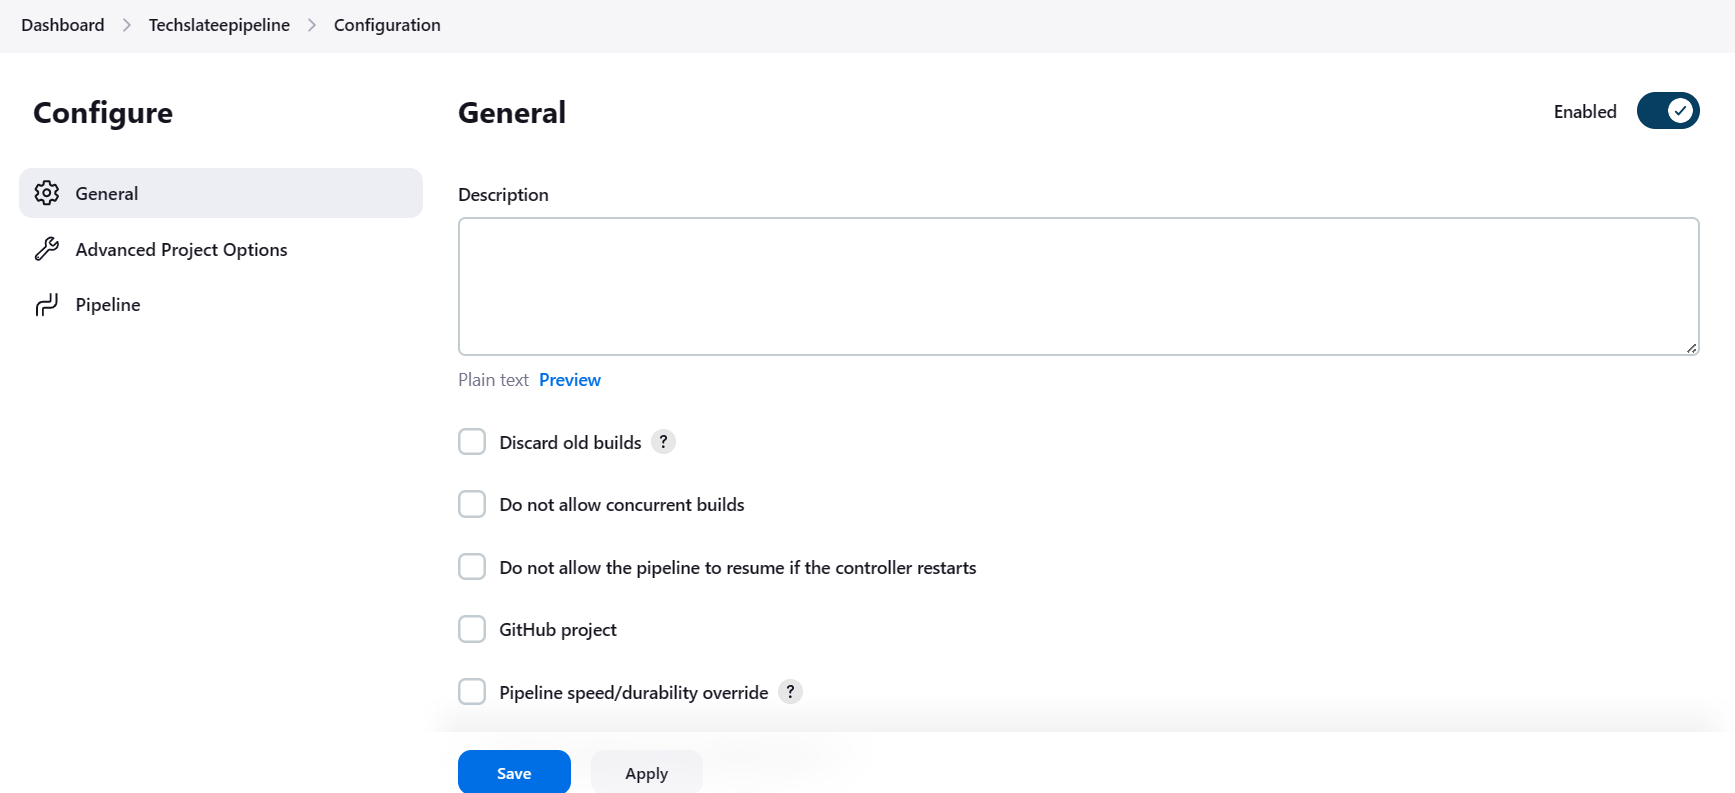 Dashboard > Techslateepipeline > Configuration
Configure
General
Advanced Project Options
Pipeline
General
Enabled
Description
Plain text Preview
Discard old builds ?
Do not allow concurrent builds
Do not allow the pipeline to resume if the controller restarts
GitHub project
Pipeline speed/durability override ?
Save Apply